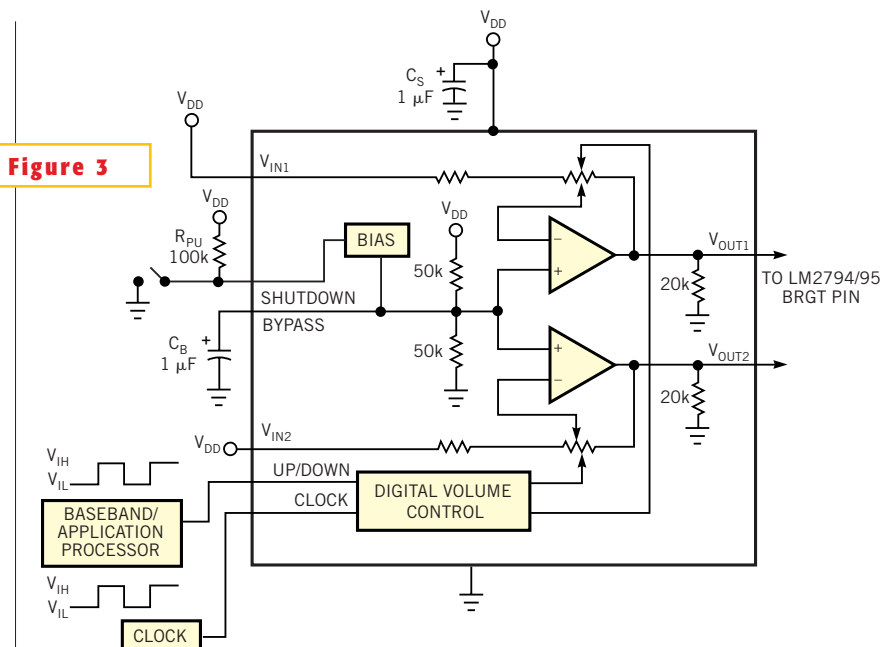 V_DD
C_S
+
1 μF
V_DD
Figure 3
V_IN1
V_DD
R_PU
100k
V_DD
BIAS
50k
−
+
V_OUT1
20k
TO LM2794/95
BRGT PIN
SHUTDOWN
BYPASS
C_B
+
1 μF
50k
+
−
V_OUT2
20k
V_DD
V_IN2
V_IH
V_IL
UP/DOWN
CLOCK
DIGITAL VOLUME
CONTROL
BASEBAND/
APPLICATION
PROCESSOR
V_IH
V_IL
CLOCK